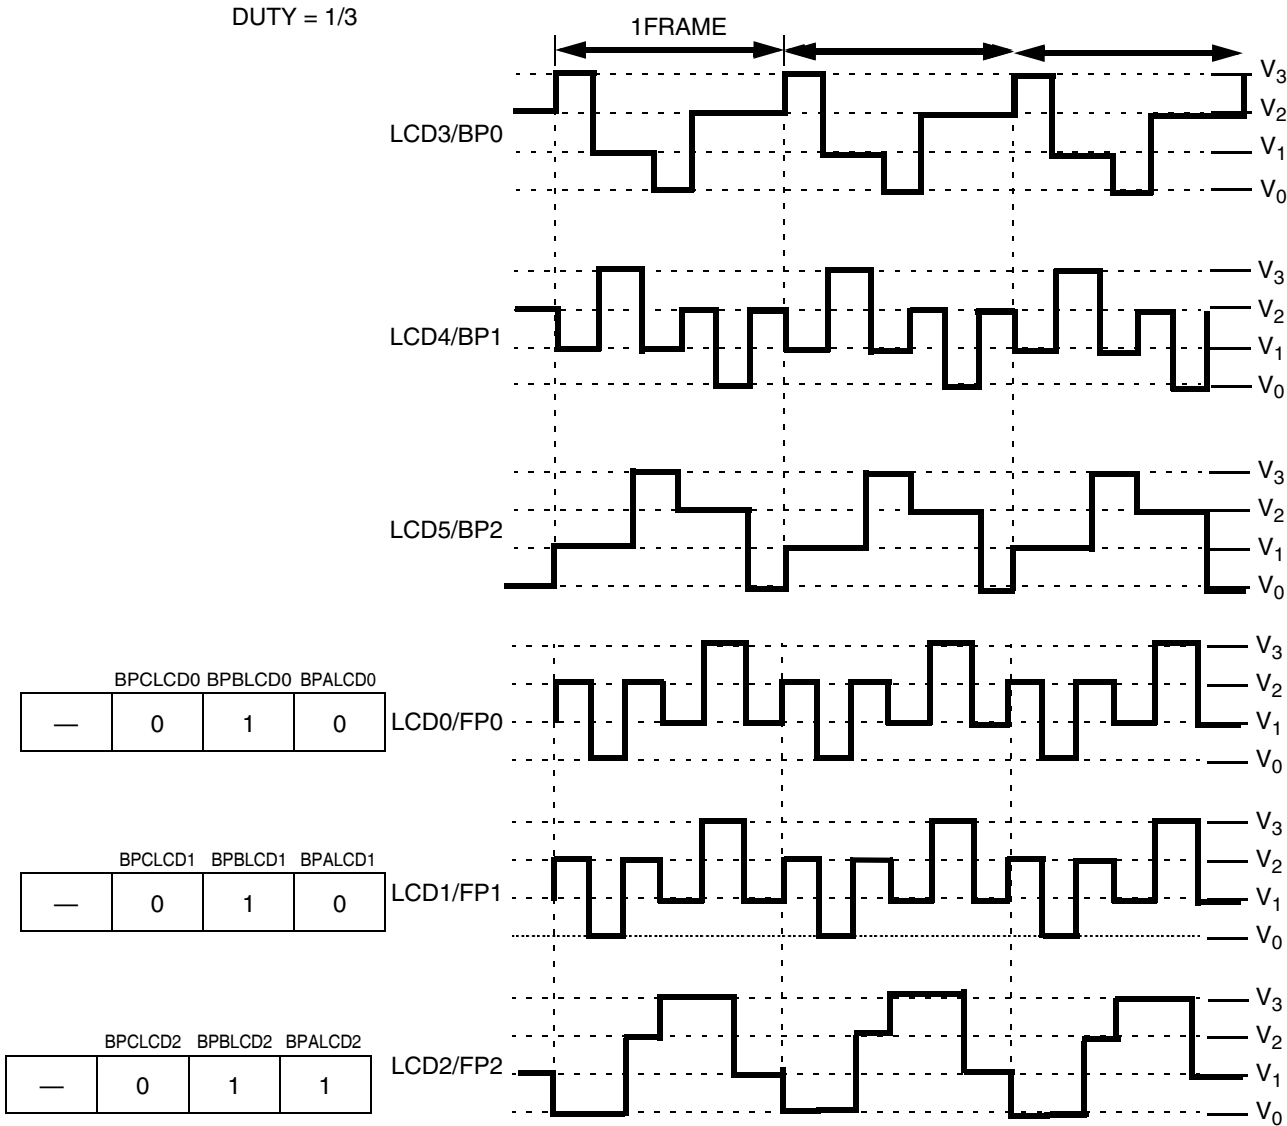 DUTY = 1/3
1FRAME
LCD3/BP0
V3
V2
V1
V0
LCD4/BP1
V3
V2
V1
V0
LCD5/BP2
V3
V2
V1
V0
BPCLCD0 BPBLCD0 BPALCD0
— 0 1 0
LCD0/FP0
V3
V2
V1
V0
BPCLCD1 BPBLCD1 BPALCD1
— 0 1 0
LCD1/FP1
V3
V2
V1
V0
BPCLCD2 BPBLCD2 BPALCD2
— 0 1 1
LCD2/FP2
V3
V2
V1
V0